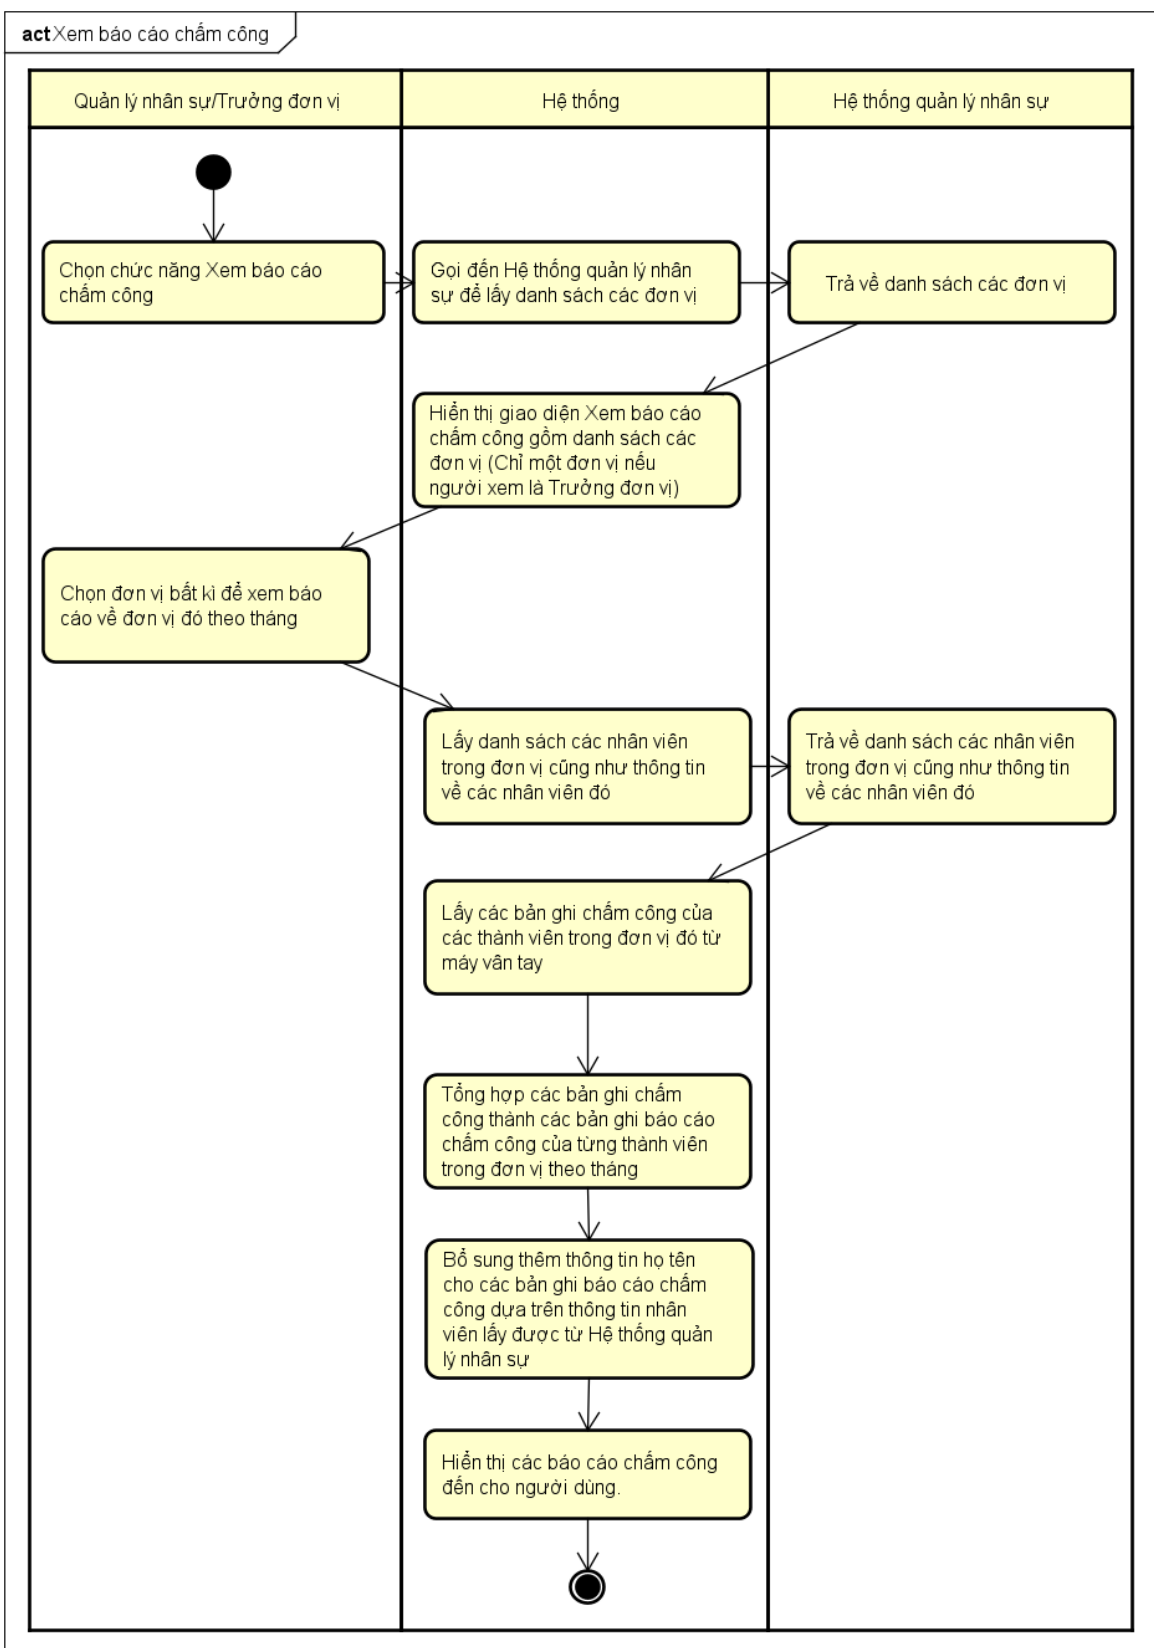 act Xem báo cáo chấm công
Quản lý nhân sự/Trưởng đơn vị
Hệ thống
Hệ thống quản lý nhân sự
Chọn chức năng Xem báo cáo
chấm công
Gọi đến Hệ thống quản lý nhân
sự để lấy danh sách các đơn vị
Trả về danh sách các đơn vị
Hiển thị giao diện Xem báo cáo
chấm công gồm danh sách các
đơn vị (Chỉ một đơn vị nếu
người xem là Trưởng đơn vị)
Chọn đơn vị bất kì để xem báo
cáo về đơn vị đó theo tháng
Lấy danh sách các nhân viên
trong đơn vị cũng như thông tin
về các nhân viên đó
Trả về danh sách các nhân viên
trong đơn vị cũng như thông tin
về các nhân viên đó
Lấy các bản ghi chấm công của
các thành viên trong đơn vị đó từ
máy vân tay
Tổng hợp các bản ghi chấm
công thành các bản ghi báo cáo
chấm công của từng thành viên
trong đơn vị theo tháng
Bổ sung thêm thông tin họ tên
cho các bản ghi báo cáo chấm
công dựa trên thông tin nhân
viên lấy được từ Hệ thống quản
lý nhân sự
Hiển thị các báo cáo chấm công
đến cho người dùng.